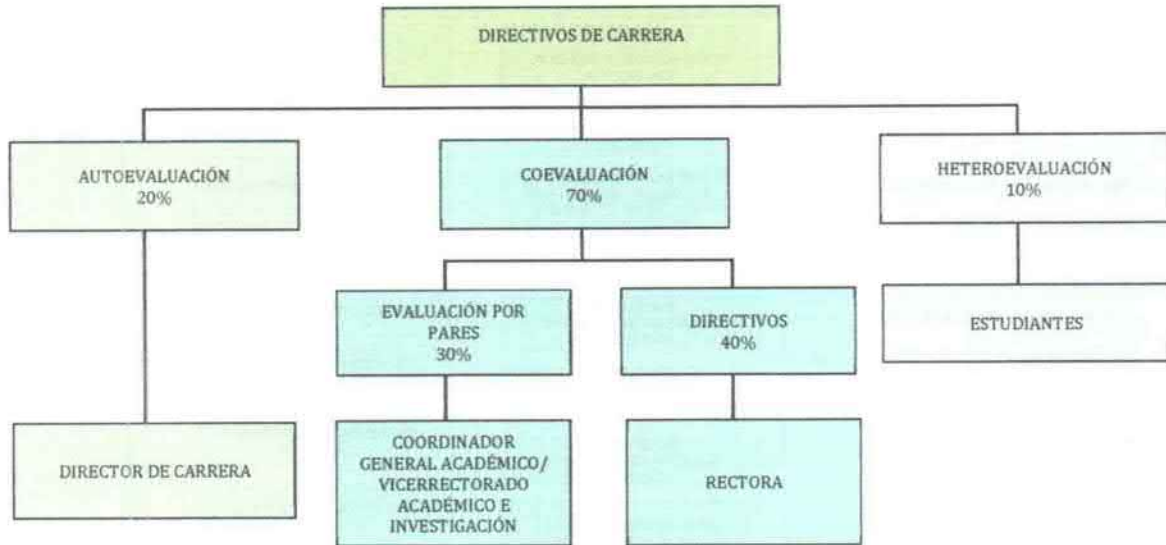 DIRECTIVOS DE CARRERA
AUTOEVALUACIÓN
20%
COEVALUACIÓN
70%
HETEROEVALUACIÓN
10%
EVALUACIÓN POR
PARES
30%
DIRECTIVOS
40%
ESTUDIANTES
DIRECTOR DE CARRERA
COORDINADOR
GENERAL ACADÉMICO/
VICERRECTORADO
ACADÉMICO E
INVESTIGACIÓN
RECTORA